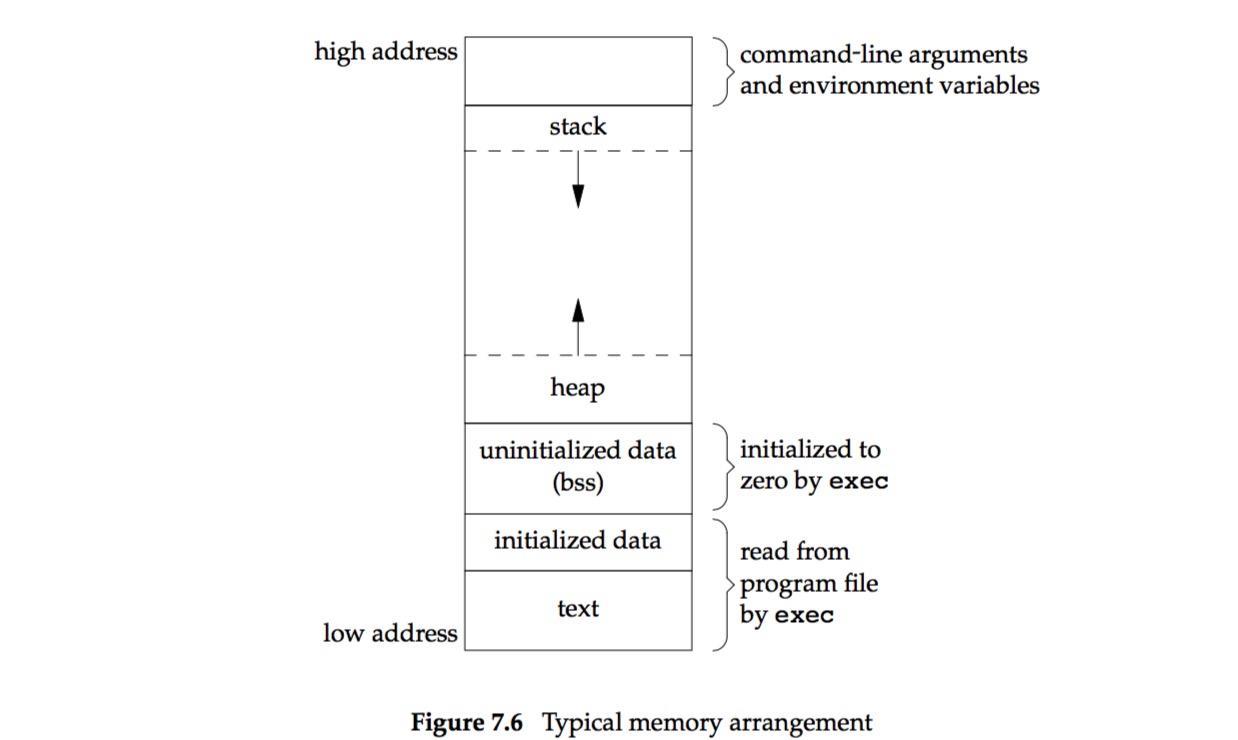 high address
command-line arguments
and environment variables
stack
heap
uninitialized data
(bss)
initialized to
zero by exec
initialized data
read from
program file
by exec
text
low address
Figure 7.6 Typical memory arrangement